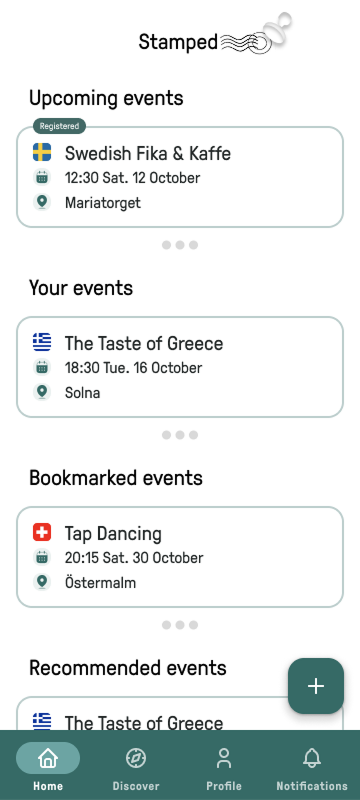 Stamped
Upcoming events
Registered
Swedish Fika & Kaffe
12:30 Sat. 12 October
Mariatorget
Your events
The Taste of Greece
18:30 Tue. 16 October
Solna
Bookmarked events
Tap Dancing
20:15 Sat. 30 October
Östermalm
Recommended events
The Taste of Greece
Home Discover Profile Notifications